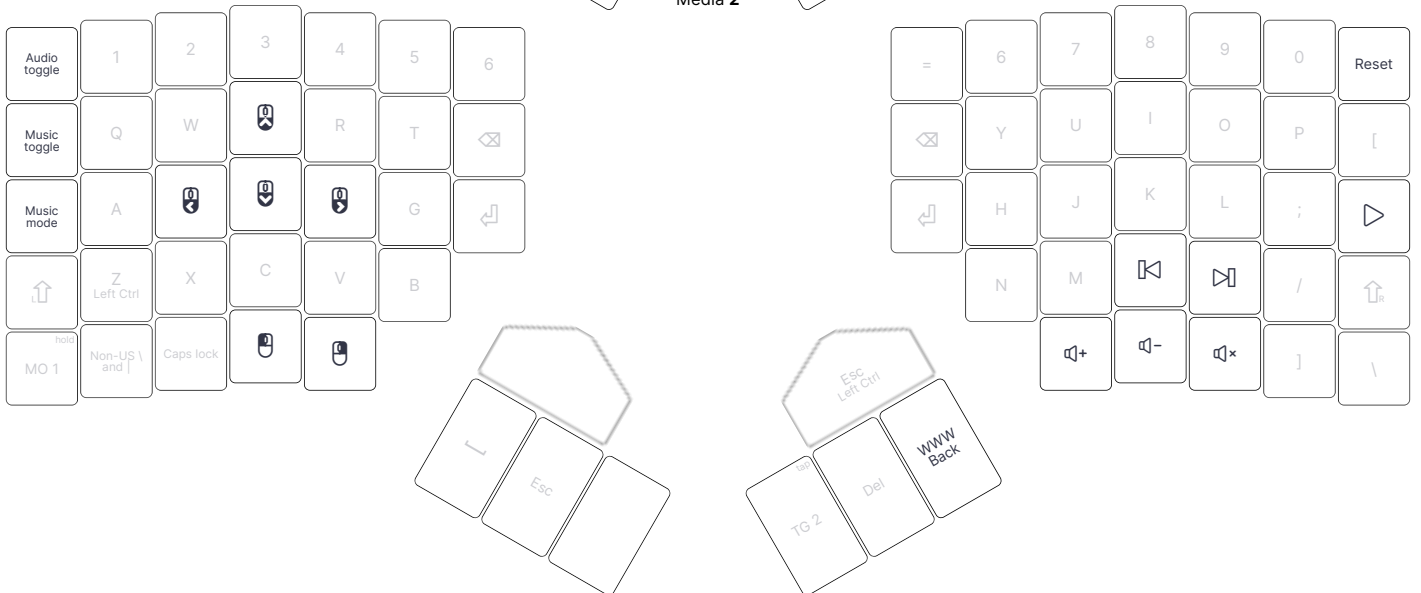 Media 2
Audio
toggle
1
2
3
4
5
6
=
6
7
8
9
0
Reset
Music
toggle
Q
W
R
T
Y
U
I
O
P
[
Music
mode
A
G
H
J
K
L
;
L
Z
Left Ctrl
X
C
V
B
N
M
/
R
hold
MO 1
Non-US \
and |
Caps lock
]
\
Esc
Left Ctrl
Esc
tap
TG 2
Del
WWW
Back